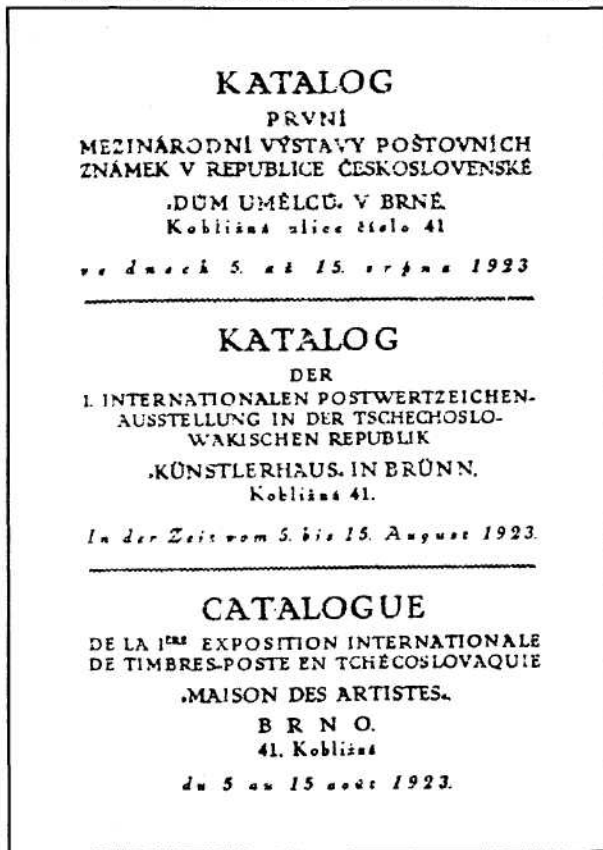 KATALOG
PRVNÍ
MEZINÁRODNÍ VÝSTAVY POŠTOVNÍCH
ZNÁMEK V REPUBLICE ČESKOSLOVENSKÉ
„DŮM UMĚLCŮ„ V BRNĚ.
Kobližná ulice číslo 41
ve dnech 5. až 15. srpna 1923
KATALOG
DER
1. INTERNATIONALEN POSTWERTZEICHEN-
AUSSTELLUNG IN DER TSCHECHOSLO-
WAKISCHEN REPUBLIK
„KÜNSTLERHAUS„ IN BRÜNN.
Kobližná 41.
In der Zeit vom 5. bis 15. August 1923.
CATALOGUE
DE LA 1ÈRE EXPOSITION INTERNATIONALE
DE TIMBRES-POSTE EN TCHÉCOSLOVAQUIE
„MAISON DES ARTISTES„
BRNO.
41. Kobližná
du 5 au 15 août 1923.